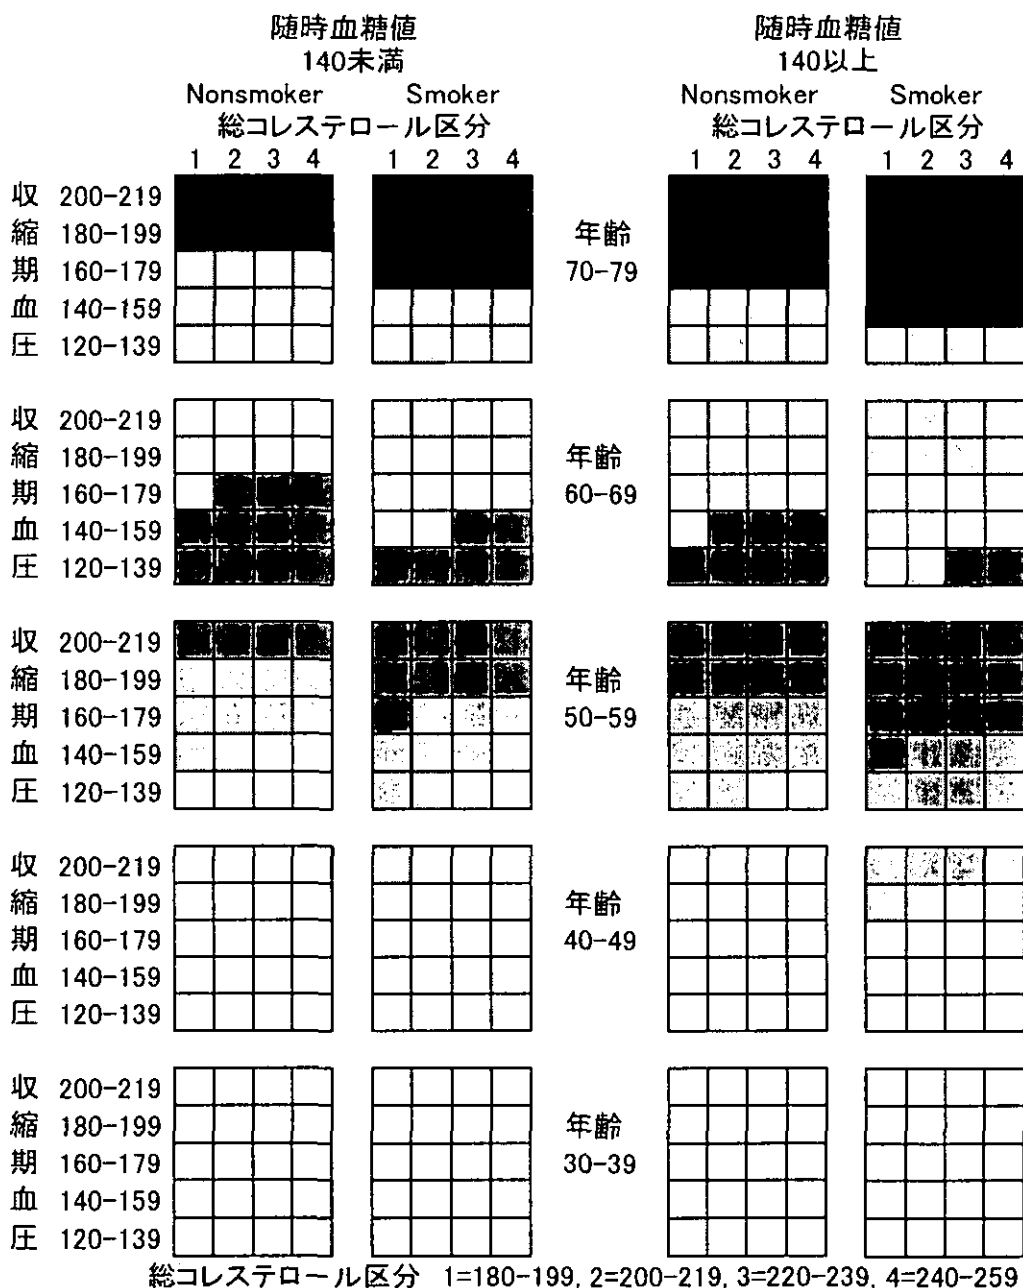 随時血糖値 随時血糖値
140未満 140以上
Nonsmoker Smoker Nonsmoker Smoker
総コレステロール区分 総コレステロール区分
1 2 3 4 1 2 3 4 1 2 3 4 1 2 3 4
収 200-219
縮 180-199 年齢
期 160-179 70-79
血 140-159
圧 120-139
収 200-219
縮 180-199 年齢
期 160-179 60-69
血 140-159
圧 120-139
収 200-219
縮 180-199 年齢
期 160-179 50-59
血 140-159
圧 120-139
収 200-219
縮 180-199 年齢
期 160-179 40-49
血 140-159
圧 120-139
収 200-219
縮 180-199 年齢
期 160-179 30-39
血 140-159
圧 120-139
総コレステロール区分 1=180-199, 2=200-219, 3=220-239, 4=240-259